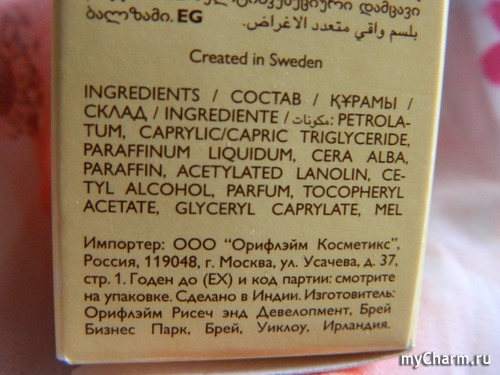 დამცავი
ბალზამი. EG بلسم واقي متعدد الاغراض.
Created in Sweden
INGREDIENTS / СОСТАВ / ҚҰРАМЫ /
СКЛАД / INGREDIENTE / مكونات: PETROLA-
TUM, CAPRYLIC/CAPRIC TRIGLYCERIDE,
PARAFFINUM LIQUIDUM, CERA ALBA,
PARAFFIN, ACETYLATED LANOLIN, CE-
TYL ALCOHOL, PARFUM, TOCOPHERYL
ACETATE, GLYCERYL CAPRYLATE, MEL
Импортер: ООО "Орифлэйм Косметикс",
Россия, 119048, г. Москва, ул. Усачева, д. 37,
стр. 1. Годен до (EX) и код партии: смотрите
на упаковке. Сделано в Индии. Изготовитель:
Орифлэйм Рисеч энд Девелопмент, Брей
Бизнес Парк, Брей, Уиклоу, Ирландия.
myCharm.ru